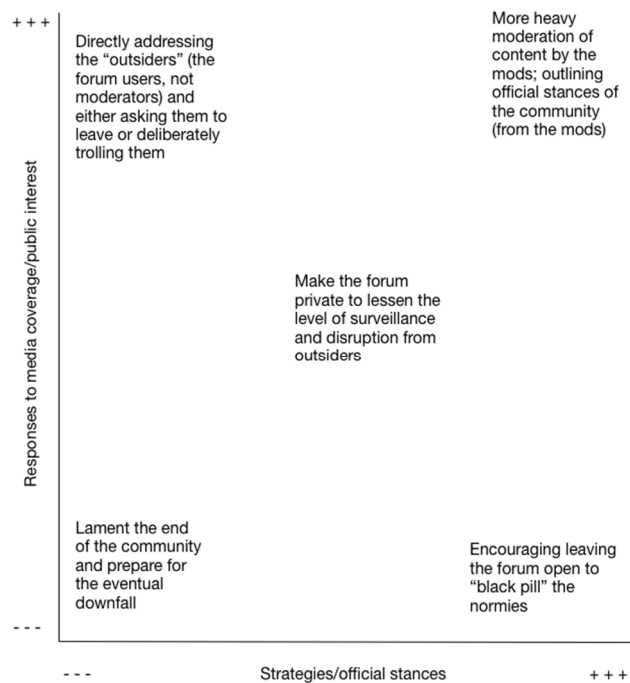 + + +
Directly addressing
the “outsiders” (the
forum users, not
moderators) and
either asking them to
leave or deliberately
trolling them
More heavy
moderation of
content by the
mods; outlining
official stances of
the community
(from the mods)
Responses to media coverage/public interest
Make the forum
private to lessen the
level of surveillance
and disruption from
outsiders
Lament the end
of the community
and prepare for
the eventual
downfall
Encouraging leaving
the forum open to
“black pill” the
normies
- - -
- - -
Strategies/official stances
+ + +